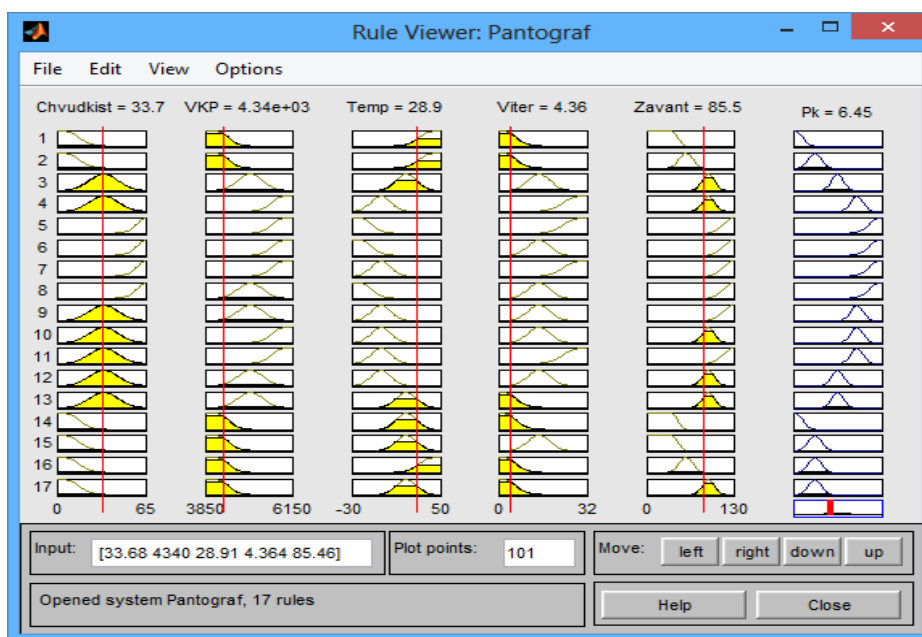 Rule Viewer: Pantograf
File Edit View Options
Chvudkist = 33.7 VKP = 4.34e+03 Temp = 28.9 Viter = 4.36 Zavant = 85.5 Pk = 6.45
1
2
3
4
5
6
7
8
9
10
11
12
13
14
15
16
17
0 65 3850 6150 -30 50 0 32 0 130
Input: [33.68 4340 28.91 4.364 85.46] Plot points: 101 Move: left right down up
Opened system Pantograf, 17 rules Help Close